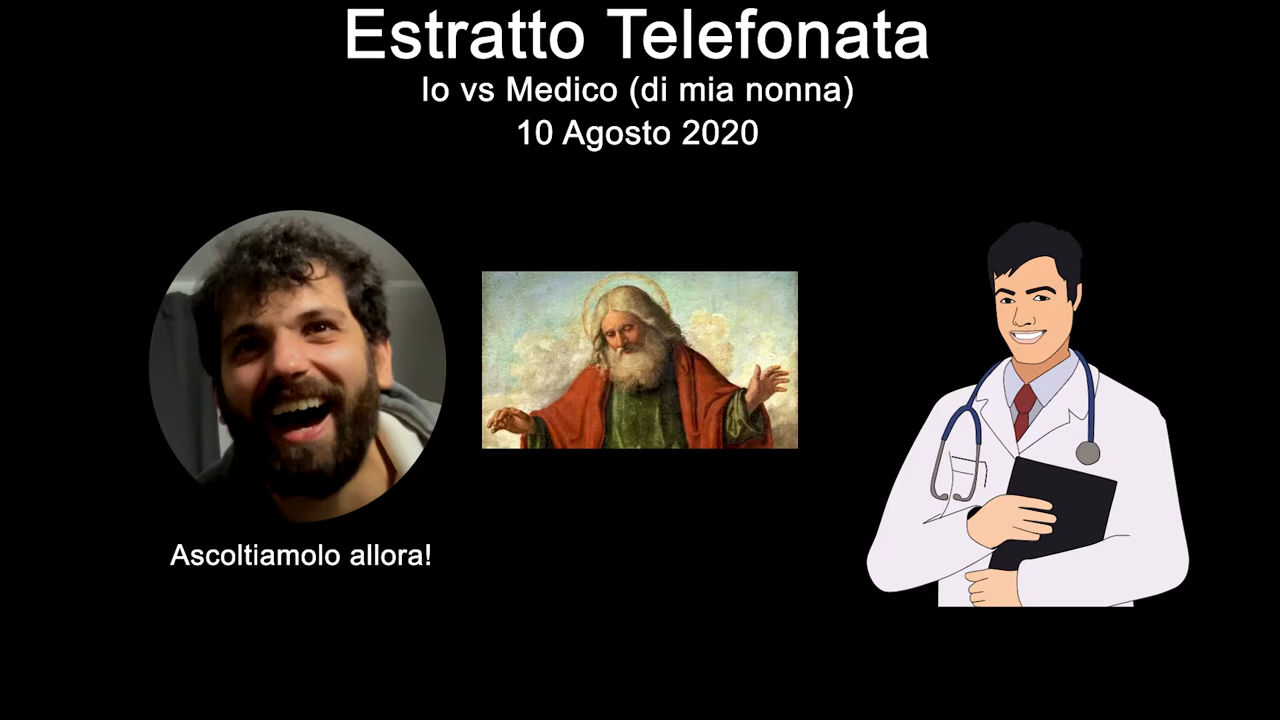 Estratto Telefonata
Io vs Medico (di mia nonna)
10 Agosto 2020
Ascoltiamolo allora!